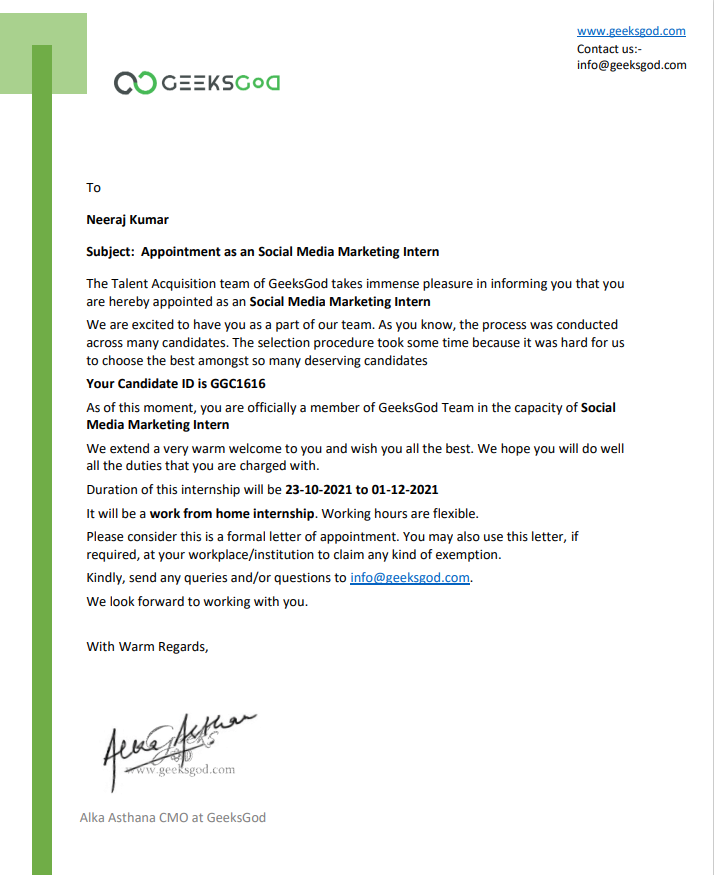 www.geeksgod.com
Contact us:-
info@geeksgod.com
GEEKSGOD
To
Neeraj Kumar
Subject: Appointment as an Social Media Marketing Intern
The Talent Acquisition team of GeeksGod takes immense pleasure in informing you that you
are hereby appointed as an Social Media Marketing Intern
We are excited to have you as a part of our team. As you know, the process was conducted
across many candidates. The selection procedure took some time because it was hard for us
to choose the best amongst so many deserving candidates
Your Candidate ID is GGC1616
As of this moment, you are officially a member of GeeksGod Team in the capacity of Social
Media Marketing Intern
We extend a very warm welcome to you and wish you all the best. We hope you will do well
all the duties that you are charged with.
Duration of this internship will be 23-10-2021 to 01-12-2021
It will be a work from home internship. Working hours are flexible.
Please consider this is a formal letter of appointment. You may also use this letter, if
required, at your workplace/institution to claim any kind of exemption.
Kindly, send any queries and/or questions to info@geeksgod.com.
We look forward to working with you.
With Warm Regards,
Alka Asthana
www.geeksgod.com
Alka Asthana CMO at GeeksGod